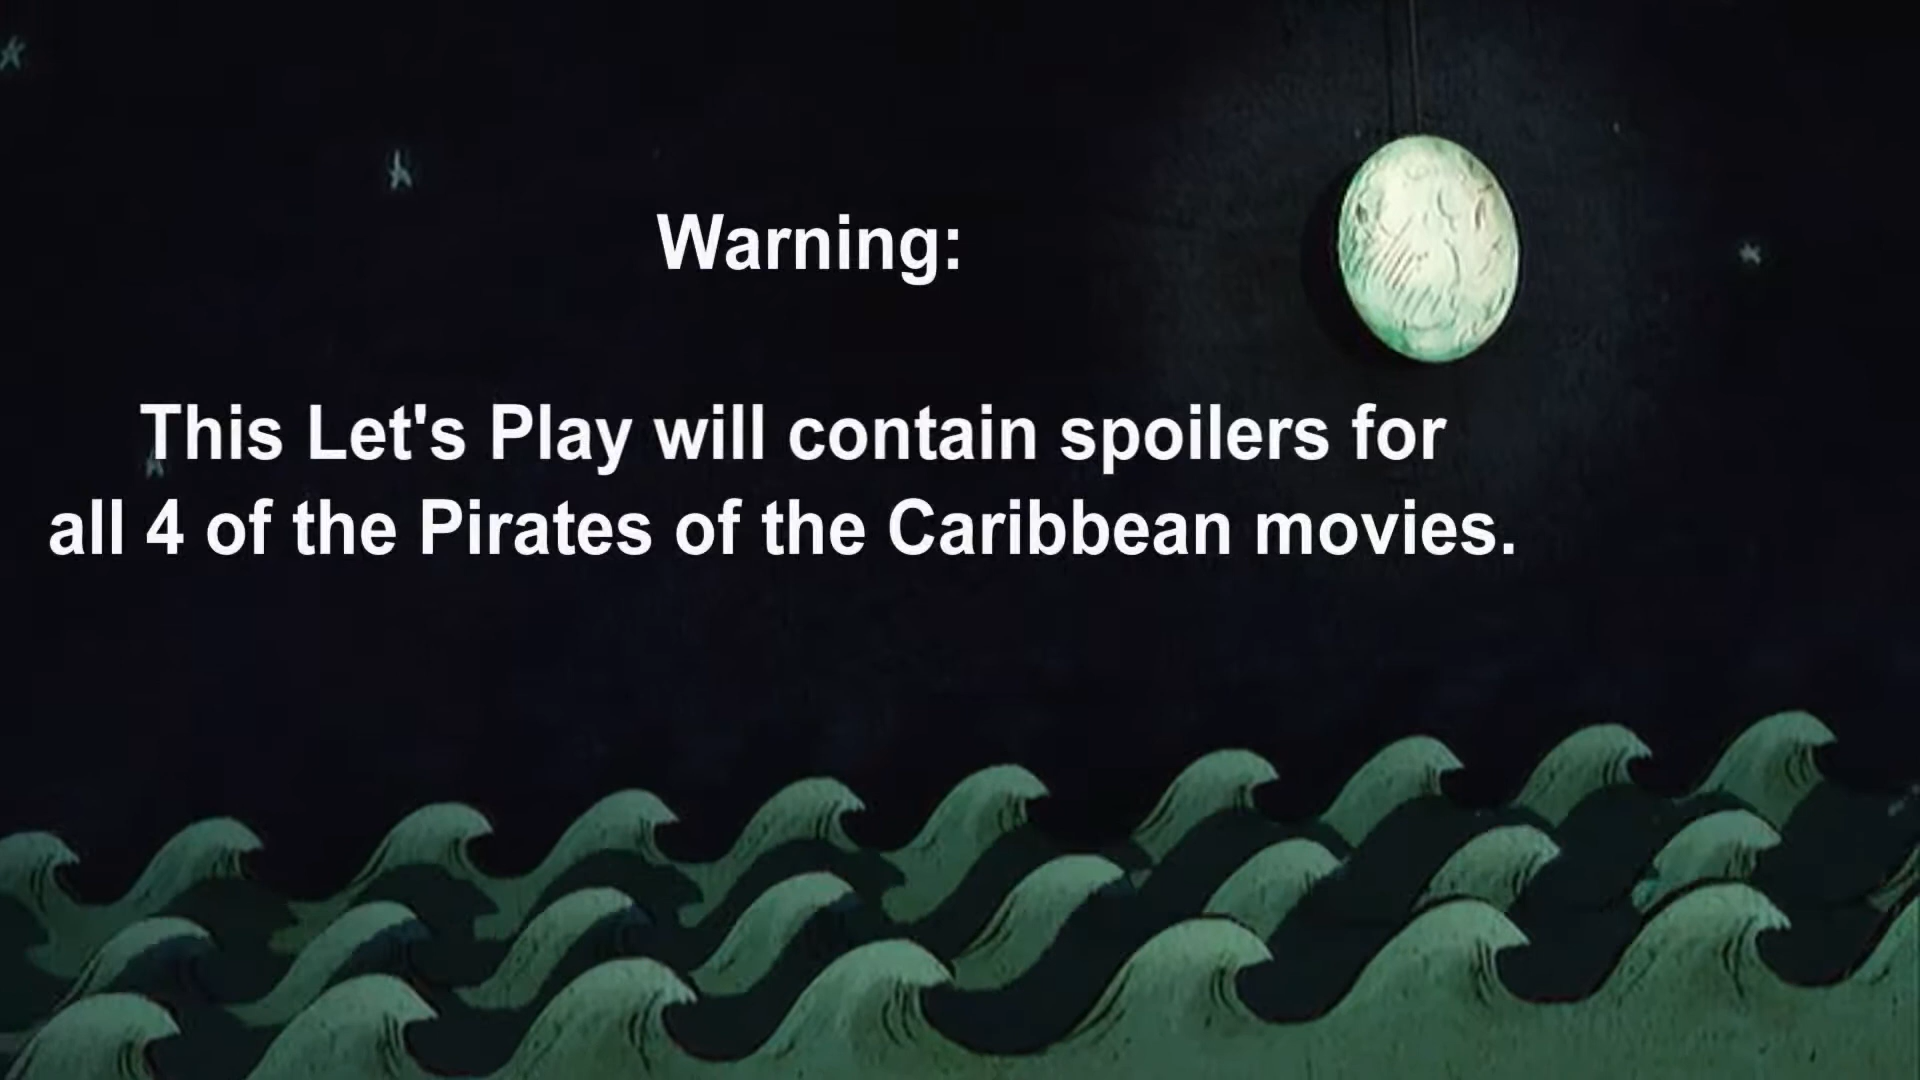 Warning:
This Let's Play will contain spoilers for
all 4 of the Pirates of the Caribbean movies.